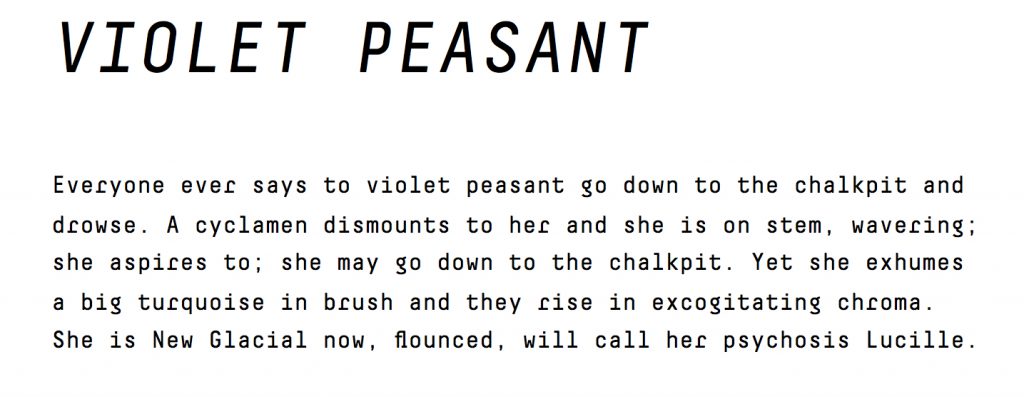 VIOLET PEASANT
Everyone ever says to violet peasant go down to the chalkpit and
drowse. A cyclamen dismounts to her and she is on stem, wavering;
she aspires to; she may go down to the chalkpit. Yet she exhumes
a big turquoise in brush and they rise in excogitating chroma.
She is New Glacial now, flounced, will call her psychosis Lucille.